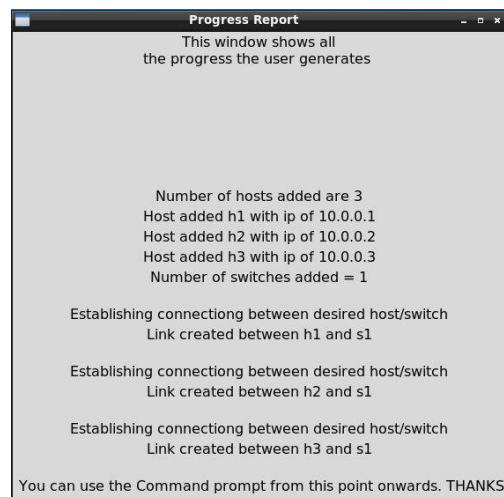 Progress Report
This window shows all
the progress the user generates
Number of hosts added are 3
Host added h1 with ip of 10.0.0.1
Host added h2 with ip of 10.0.0.2
Host added h3 with ip of 10.0.0.3
Number of switches added = 1
Establishing connectiong between desired host/switch
Link created between h1 and s1
Establishing connectiong between desired host/switch
Link created between h2 and s1
Establishing connectiong between desired host/switch
Link created between h3 and s1
You can use the Command prompt from this point onwards. THANKS